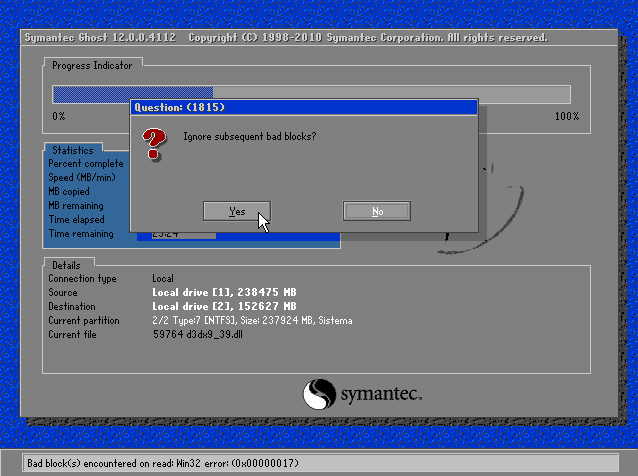 Symantec Ghost 12.0.0.4112 Copyright (C) 1998-2010 Symantec Corporation. All rights reserved.
Progress Indicator
0% 100%
Question: (1815)
Ignore subsequent bad blocks?
Yes No
Statistics
Percent complete
Speed (MB/min)
MB copied
MB remaining
Time elapsed
Time remaining
Details
Connection type Local
Source Local drive [1], 238475 MB
Destination Local drive [2], 152627 MB
Current partition 2/2 Type:7 [NTFS], Size: 237924 MB, Sistema
Current file 59764 d3dx9_39.dll
symantec.
Bad block(s) encountered on read: Win32 error: (0x00000017)